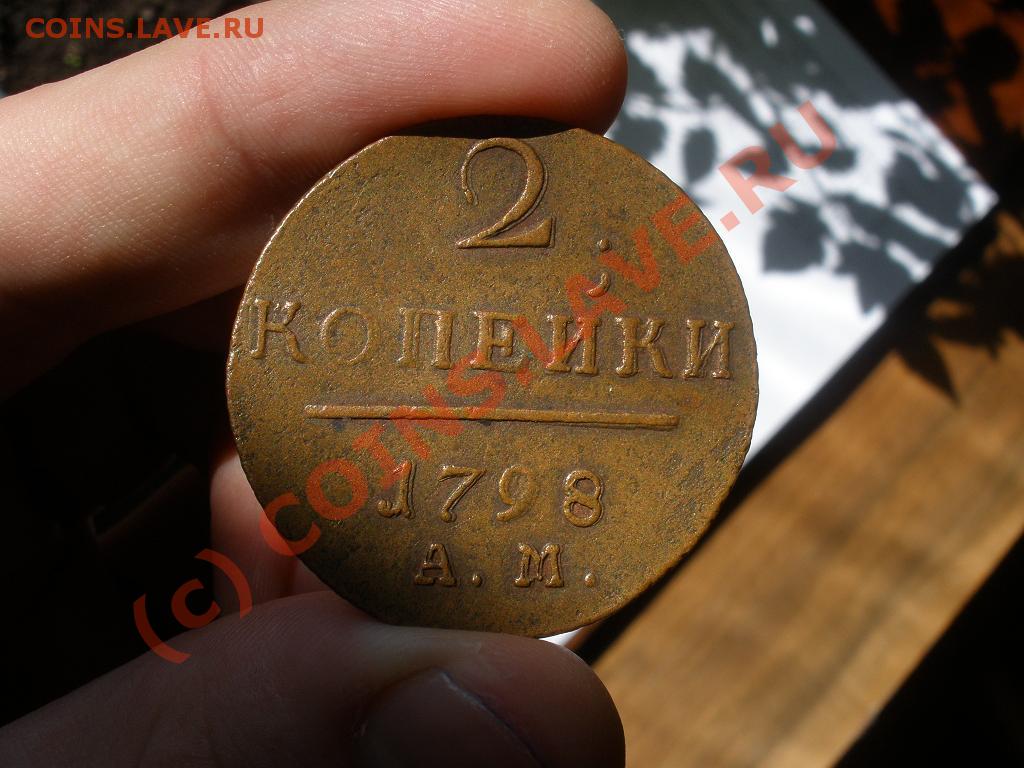 COINS.LAVE.RU
2
КОПЕЙКИ
1798
А. М.
(c) COINS.LAVE.RU